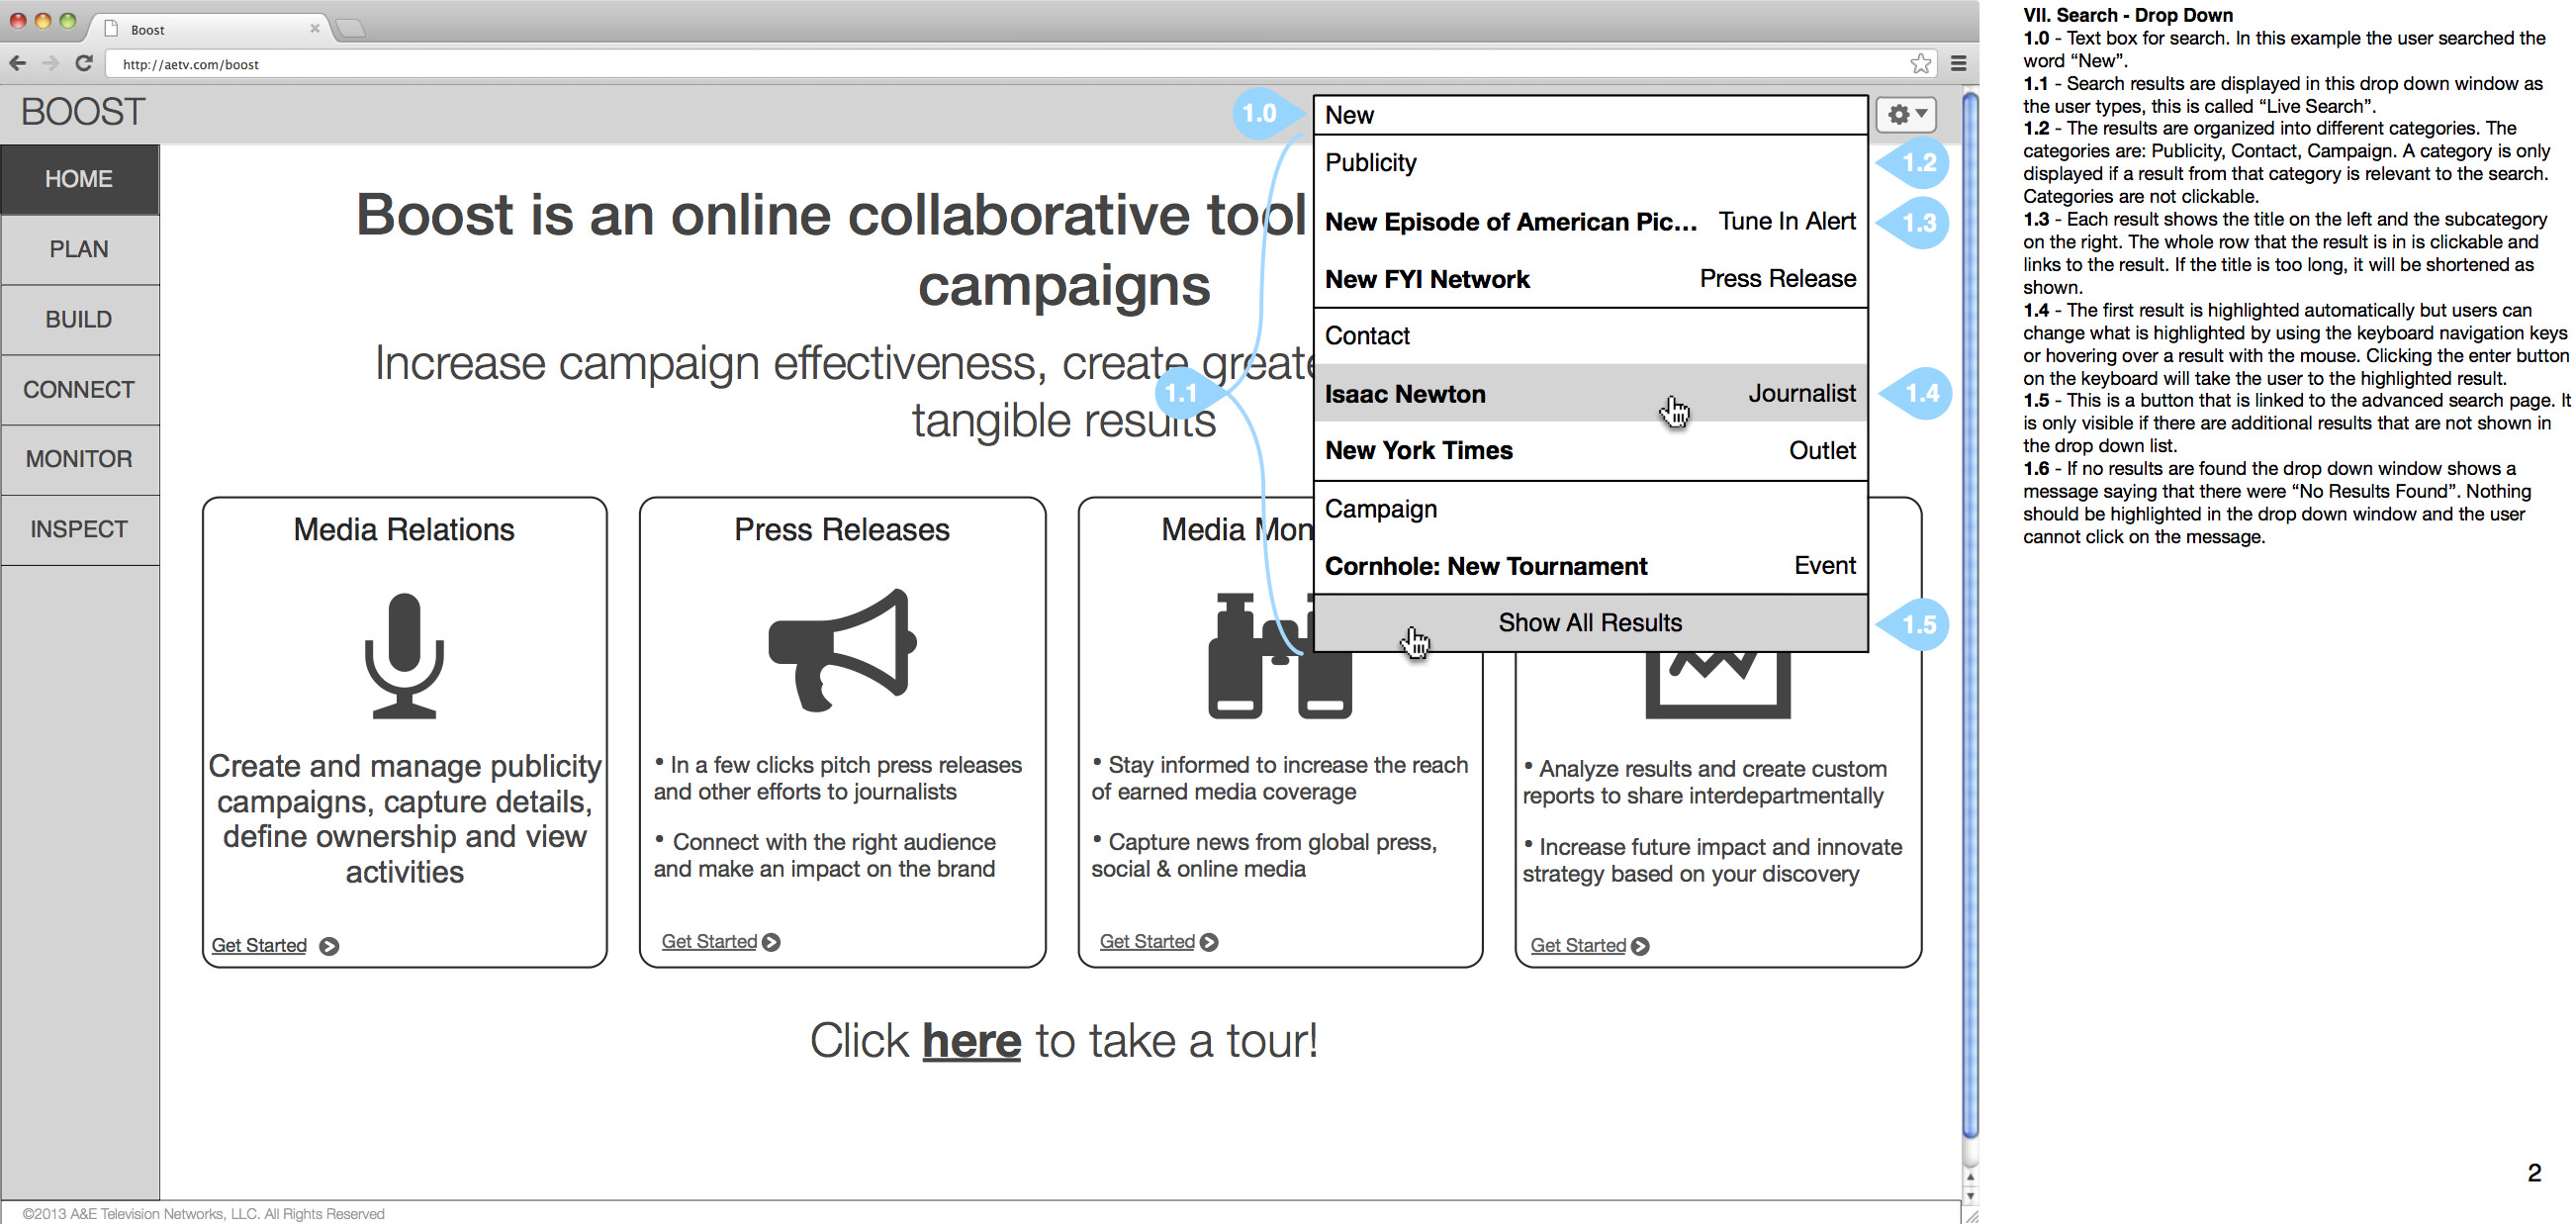 Boost
http://aetv.com/boost
BOOST
1.0
New
HOME
PLAN
BUILD
CONNECT
MONITOR
INSPECT
Boost is an online collaborative tool
campaigns
Increase campaign effectiveness, create greate
tangible results
1.1
Publicity
1.2
New Episode of American Pic... Tune In Alert
1.3
New FYI Network Press Release
Contact
Isaac Newton Journalist
1.4
New York Times Outlet
Campaign
Cornhole: New Tournament Event
Show All Results
1.5
Media Relations
Create and manage publicity
campaigns, capture details,
define ownership and view
activities
Get Started
Press Releases
• In a few clicks pitch press releases
and other efforts to journalists
• Connect with the right audience
and make an impact on the brand
Get Started
Media Mon
• Stay informed to increase the reach
of earned media coverage
• Capture news from global press,
social & online media
Get Started
• Analyze results and create custom
reports to share interdepartmentally
• Increase future impact and innovate
strategy based on your discovery
Get Started
Click here to take a tour!
©2013 A&E Television Networks, LLC. All Rights Reserved
VII. Search - Drop Down
1.0 - Text box for search. In this example the user searched the
word “New”.
1.1 - Search results are displayed in this drop down window as
the user types, this is called “Live Search”.
1.2 - The results are organized into different categories. The
categories are: Publicity, Contact, Campaign. A category is only
displayed if a result from that category is relevant to the search.
Categories are not clickable.
1.3 - Each result shows the title on the left and the subcategory
on the right. The whole row that the result is in is clickable and
links to the result. If the title is too long, it will be shortened as
shown.
1.4 - The first result is highlighted automatically but users can
change what is highlighted by using the keyboard navigation keys
or hovering over a result with the mouse. Clicking the enter button
on the keyboard will take the user to the highlighted result.
1.5 - This is a button that is linked to the advanced search page. It
is only visible if there are additional results that are not shown in
the drop down list.
1.6 - If no results are found the drop down window shows a
message saying that there were “No Results Found”. Nothing
should be highlighted in the drop down window and the user
cannot click on the message.
2